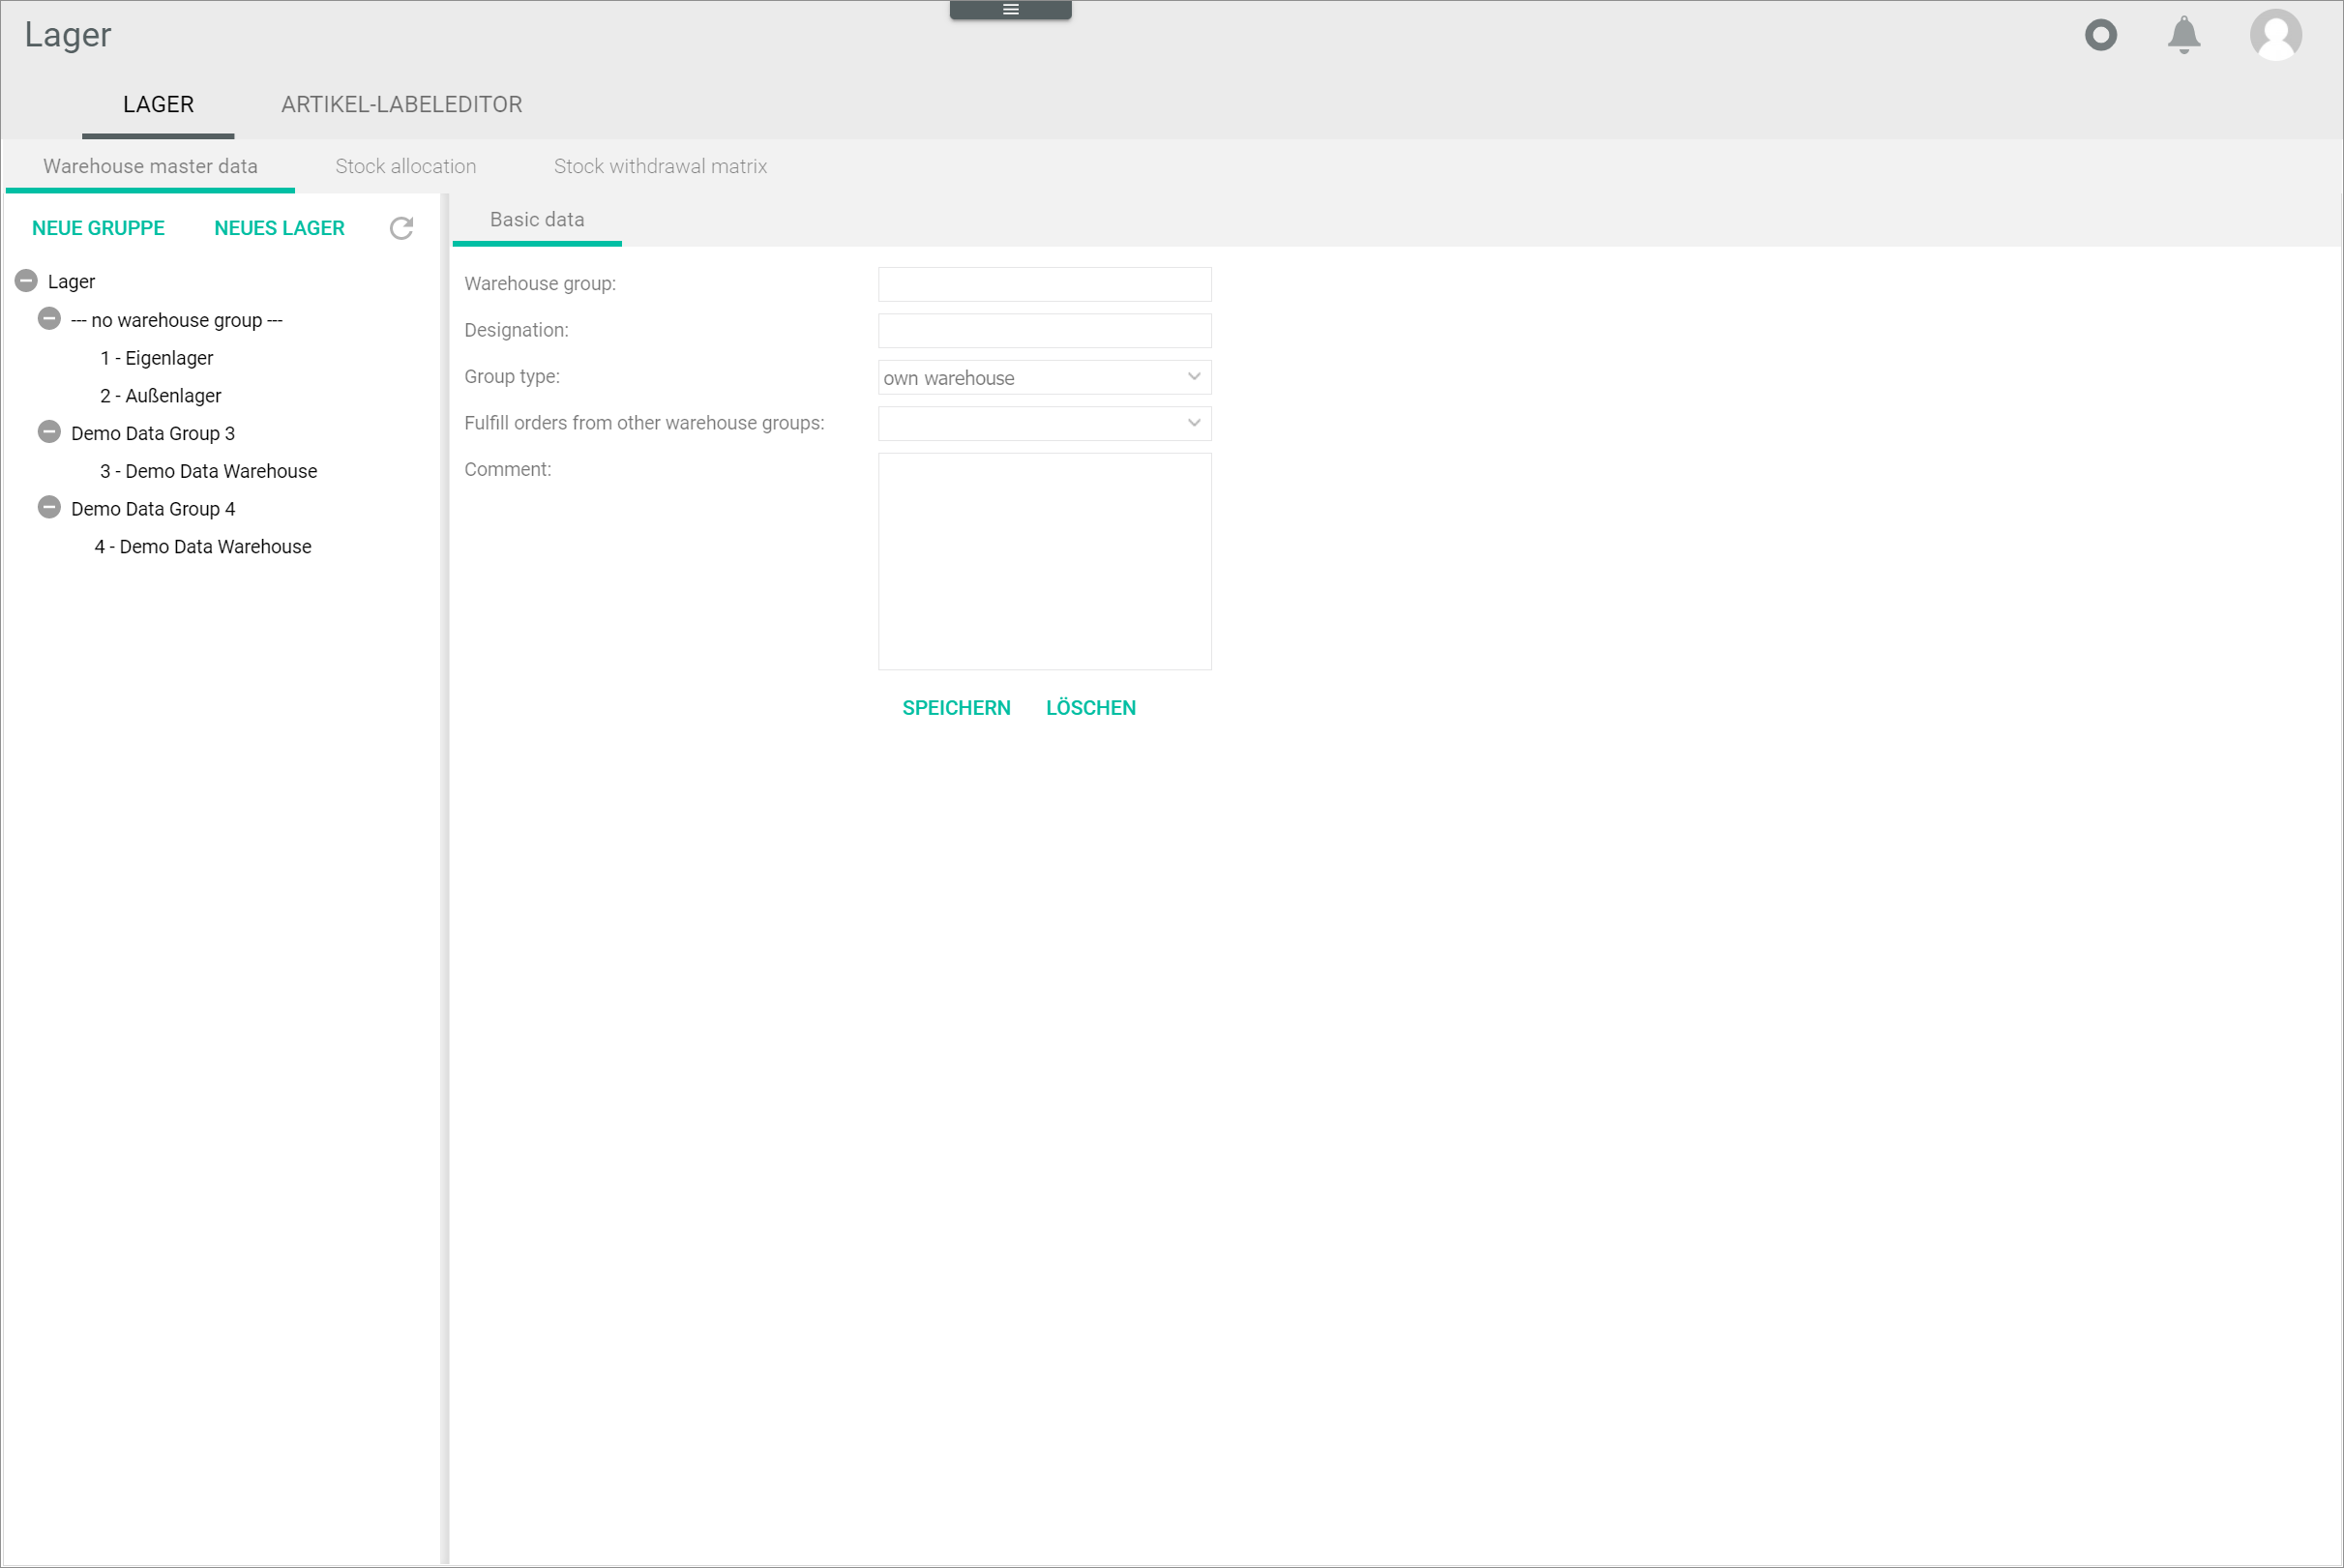 Lager
LAGER
ARTIKEL-LABELEDITOR
Warehouse master data
Stock allocation
Stock withdrawal matrix
NEUE GRUPPE
NEUES LAGER
Lager
--- no warehouse group ---
1 - Eigenlager
2 - Außenlager
Demo Data Group 3
3 - Demo Data Warehouse
Demo Data Group 4
4 - Demo Data Warehouse
Basic data
Warehouse group:
Designation:
Group type:
own warehouse
Fulfill orders from other warehouse groups:
Comment:
SPEICHERN
LÖSCHEN